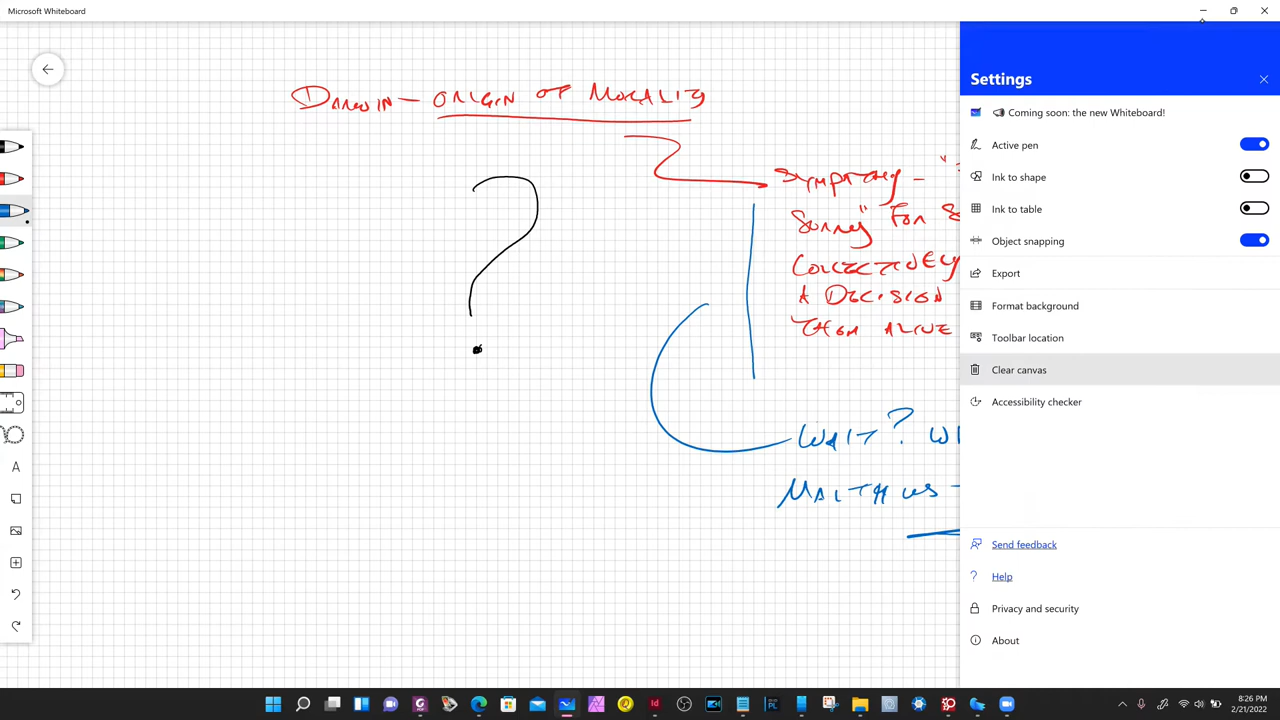 Microsoft Whiteboard
DARWIN – ORIGIN OF MORALITY
SYMPATHY – "
SORRY" FOR
COLLECTIVELY
A DECISION
THEM ALIVE
WAIT?
MALTHUS
A
Settings
Coming soon: the new Whiteboard!
Active pen
Ink to shape
Ink to table
Object snapping
Export
Format background
Toolbar location
Clear canvas
Accessibility checker
Send feedback
Help
Privacy and security
About
8:26 PM
2/21/2022